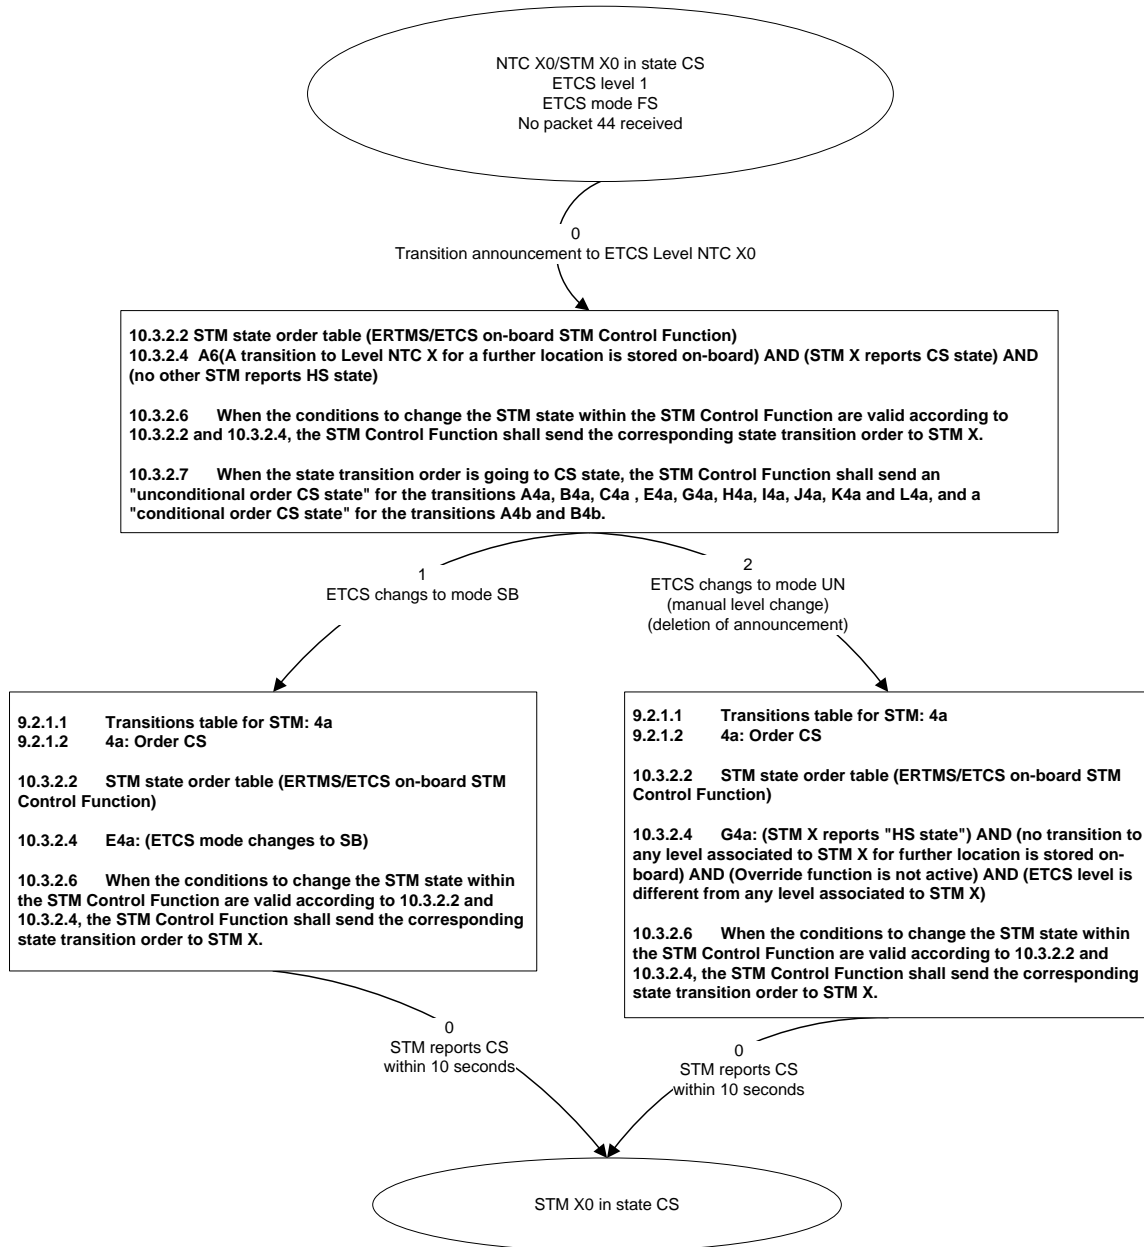 NTC X0/STM X0 in state CS
ETCS level 1
ETCS mode FS
No packet 44 received
0
Transition announcement to ETCS Level NTC X0
10.3.2.2 STM state order table (ERTMS/ETCS on-board STM Control Function)
10.3.2.4 A6(A transition to Level NTC X for a further location is stored on-board) AND (STM X reports CS state) AND
(no other STM reports HS state)
10.3.2.6 When the conditions to change the STM state within the STM Control Function are valid according to
10.3.2.2 and 10.3.2.4, the STM Control Function shall send the corresponding state transition order to STM X.
10.3.2.7 When the state transition order is going to CS state, the STM Control Function shall send an
"unconditional order CS state" for the transitions A4a, B4a, C4a , E4a, G4a, H4a, I4a, J4a, K4a and L4a, and a
"conditional order CS state" for the transitions A4b and B4b.
1
ETCS changs to mode SB
2
ETCS changs to mode UN
(manual level change)
(deletion of announcement)
9.2.1.1 Transitions table for STM: 4a
9.2.1.2 4a: Order CS
10.3.2.2 STM state order table (ERTMS/ETCS on-board STM
Control Function)
10.3.2.4 E4a: (ETCS mode changes to SB)
10.3.2.6 When the conditions to change the STM state within
the STM Control Function are valid according to 10.3.2.2 and
10.3.2.4, the STM Control Function shall send the corresponding
state transition order to STM X.
9.2.1.1 Transitions table for STM: 4a
9.2.1.2 4a: Order CS
10.3.2.2 STM state order table (ERTMS/ETCS on-board STM
Control Function)
10.3.2.4 G4a: (STM X reports "HS state") AND (no transition to
any level associated to STM X for further location is stored on-
board) AND (Override function is not active) AND (ETCS level is
different from any level associated to STM X)
10.3.2.6 When the conditions to change the STM state within
the STM Control Function are valid according to 10.3.2.2 and
10.3.2.4, the STM Control Function shall send the corresponding
state transition order to STM X.
0
STM reports CS
within 10 seconds
0
STM reports CS
within 10 seconds
STM X0 in state CS